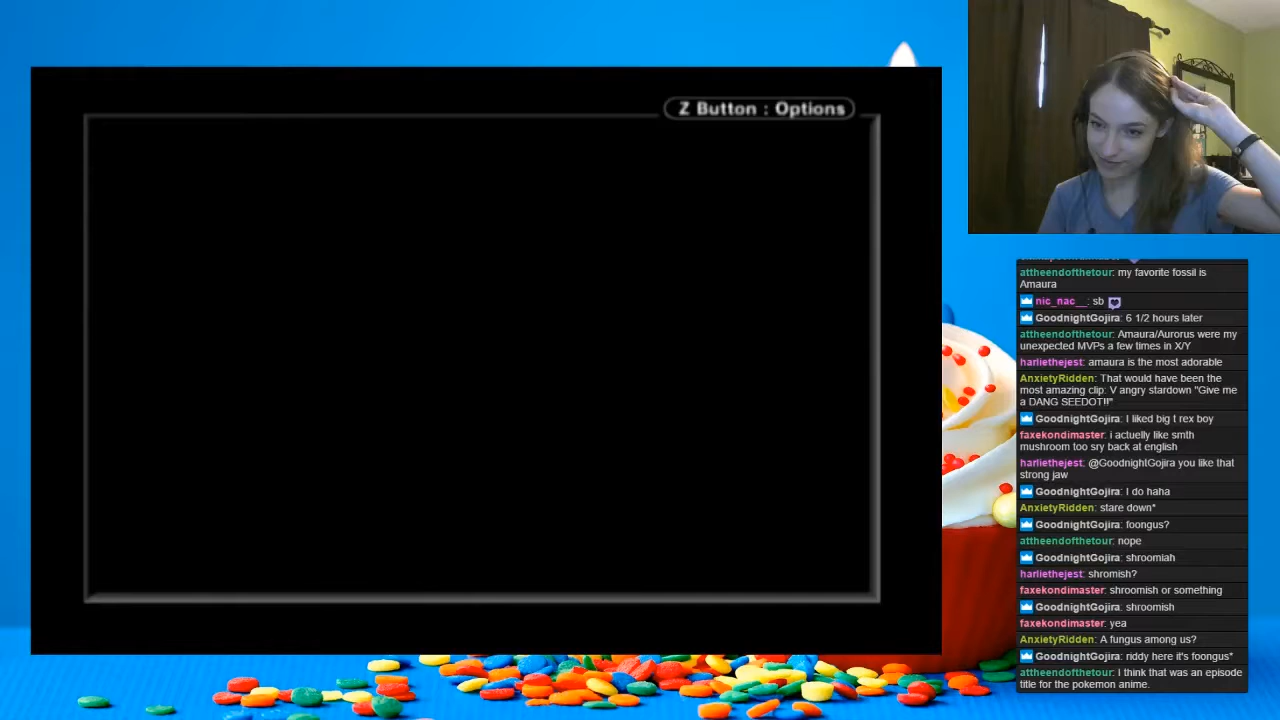 Z Button : Options
attheendofthetour: my favorite fossil is
Amaura
nic_nac__: sb
GoodnightGojira: 6 1/2 hours later
attheendofthetour: Amaura/Aurorus were my
unexpected MVPs a few times in X/Y
harliethejest: amaura is the most adorable
AnxietyRidden: That would have been the
most amazing clip: V angry stardown "Give me
a DANG SEEDOT!!"
GoodnightGojira: I liked big t rex boy
faxekondimaster: i actuelly like smth
mushroom too sry back at english
harliethejest: @GoodnightGojira you like that
strong jaw
GoodnightGojira: I do haha
AnxietyRidden: stare down*
GoodnightGojira: foongus?
attheendofthetour: nope
GoodnightGojira: shroomiah
harliethejest: shromish?
faxekondimaster: shroomish or something
GoodnightGojira: shroomish
faxekondimaster: yea
AnxietyRidden: A fungus among us?
GoodnightGojira: riddy here it's foongus*
attheendofthetour: I think that was an episode
title for the pokemon anime.